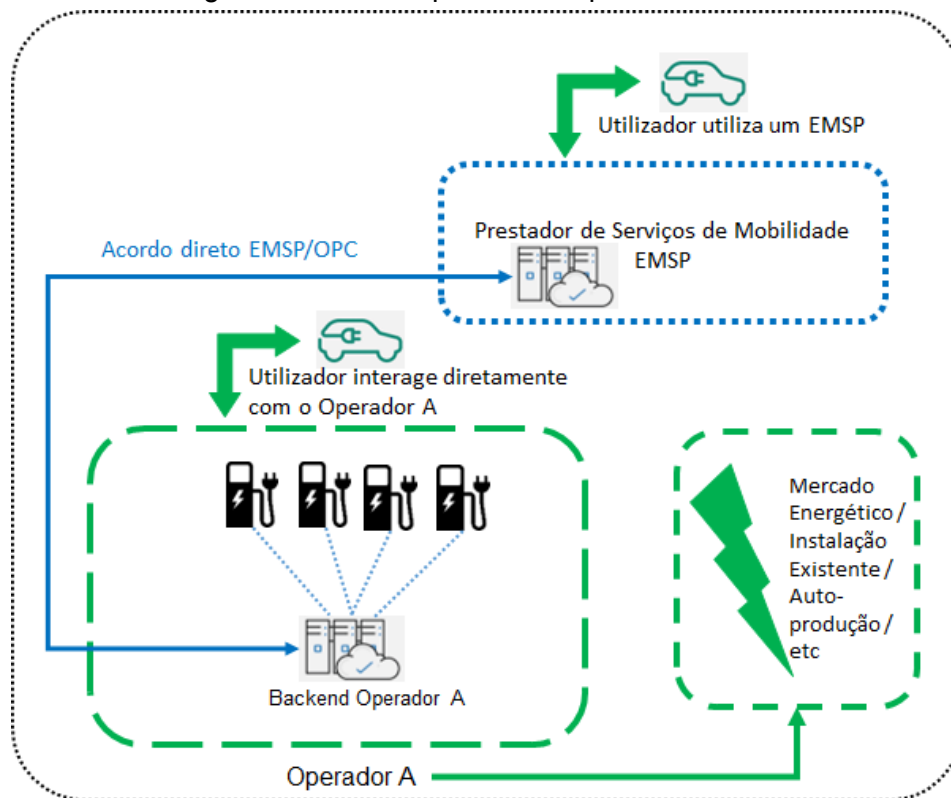 Utilizador utiliza um EMSP
Prestador de Serviços de Mobilidade
EMSP
Acordo direto EMSP/OPC
Utilizador interage diretamente
com o Operador A
Mercado
Energético /
Instalação
Existente /
Auto-
produção /
etc
Backend Operador A
Operador A